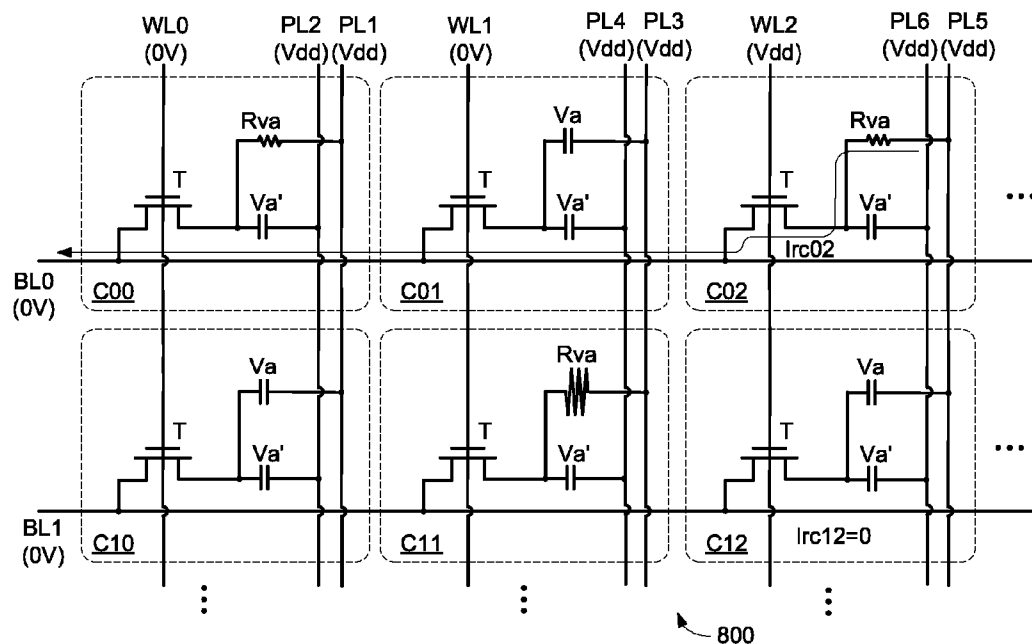 WL0 PL2 PL1 WL1 PL4 PL3 WL2 PL6 PL5
(0V) (Vdd) (Vdd) (0V) (Vdd) (Vdd) (Vdd) (Vdd) (Vdd)
Rva Va Rva
T Va' T Va' T Va' ...
Irc02
BL0 C00 C01 C02
(0V)
Va Rva Va
T Va' T Va' T Va' ...
BL1 C10 C11 C12 Irc12=0
(0V)
800